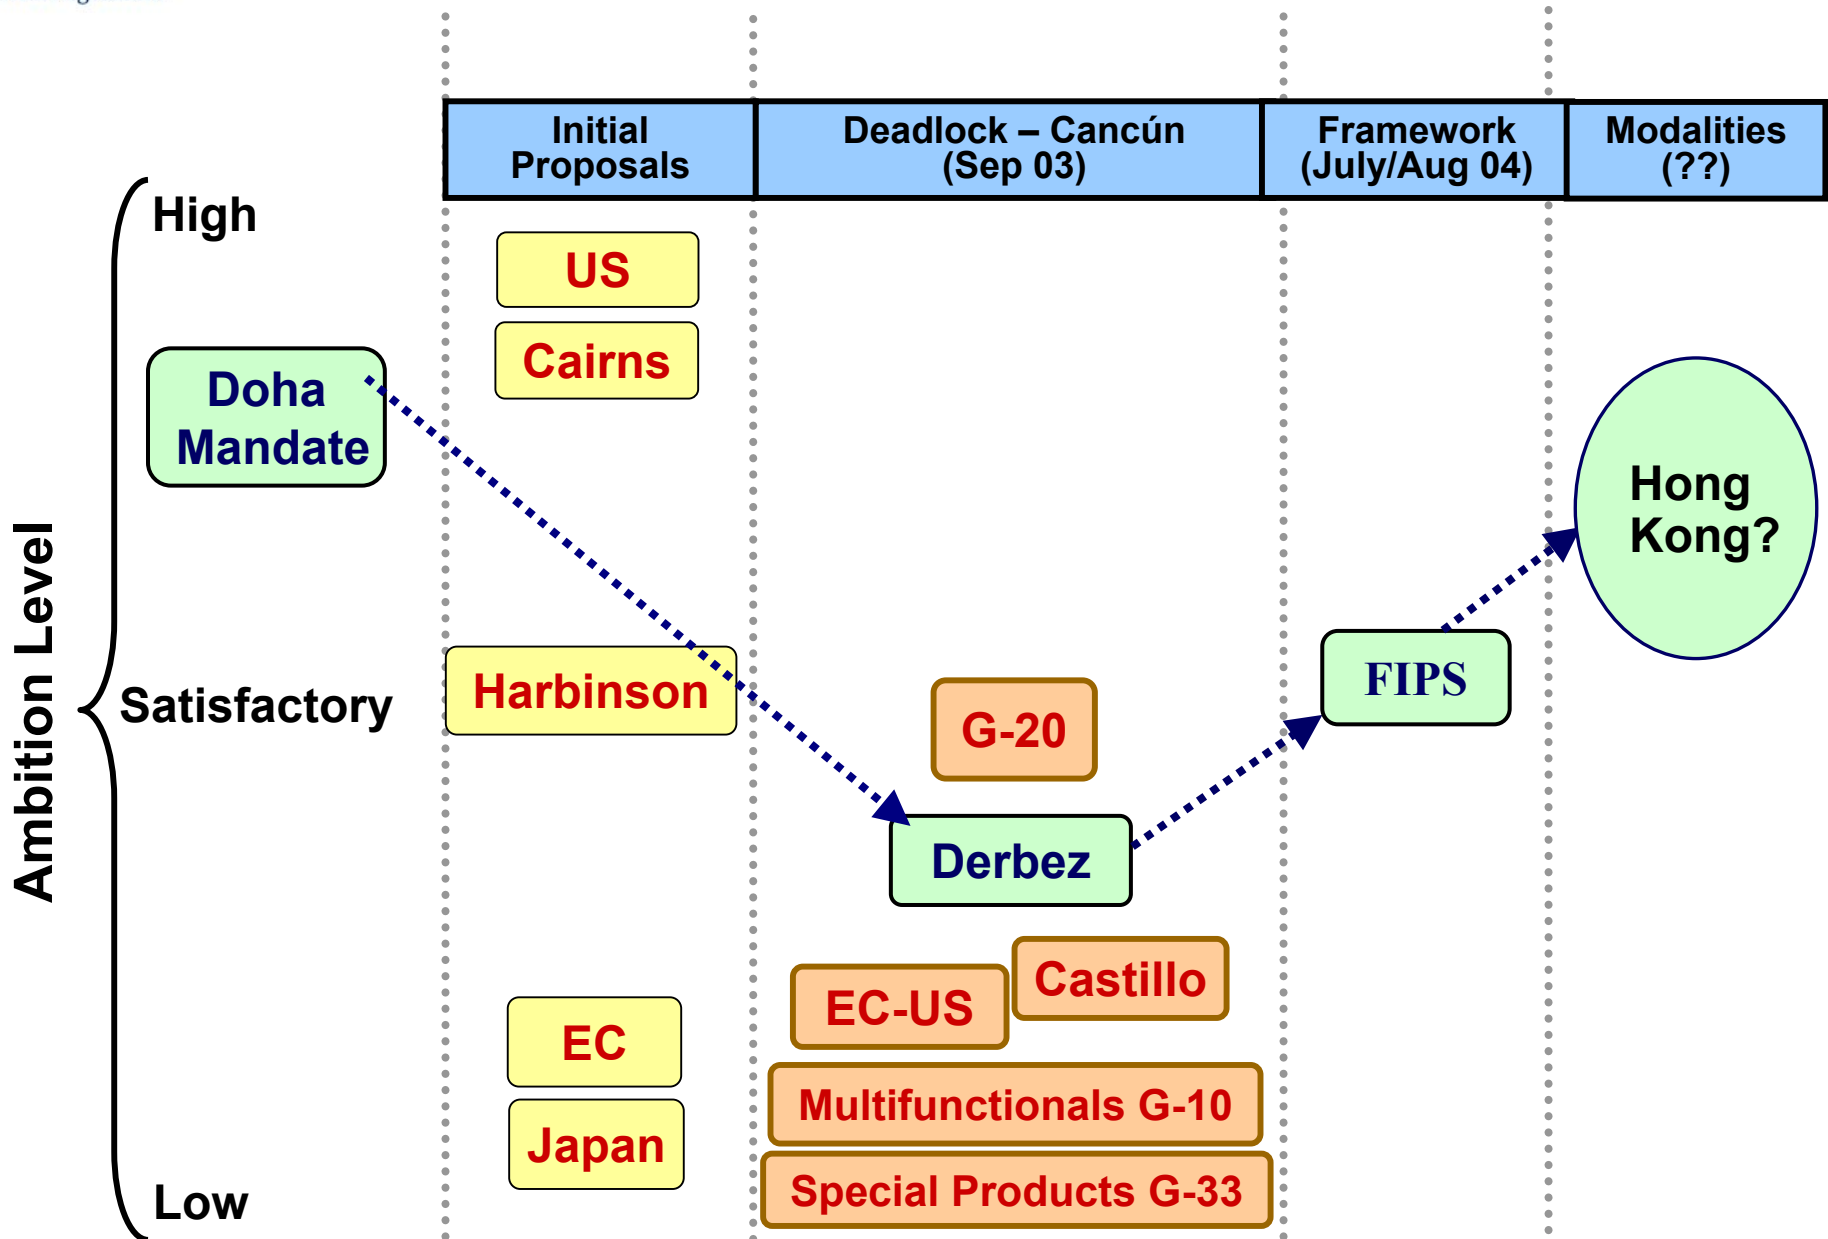 Initial
Proposals
Deadlock – Cancún
(Sep 03)
Framework
(July/Aug 04)
Modalities
(??)
High
US
Cairns
Doha
Mandate
Hong
Kong?
Ambition Level
Satisfactory
Harbinson
G-20
FIPS
Derbez
Castillo
EC-US
EC
Multifunctionals G-10
Japan
Special Products G-33
Low